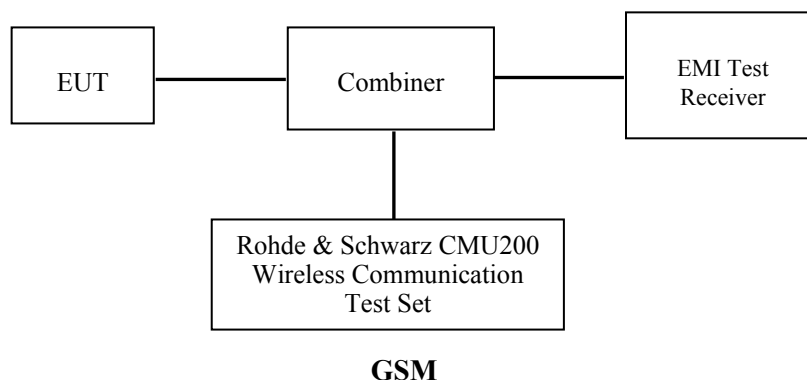 EUT
Combiner
EMI Test
Receiver
Rohde & Schwarz CMU200
Wireless Communication
Test Set
GSM